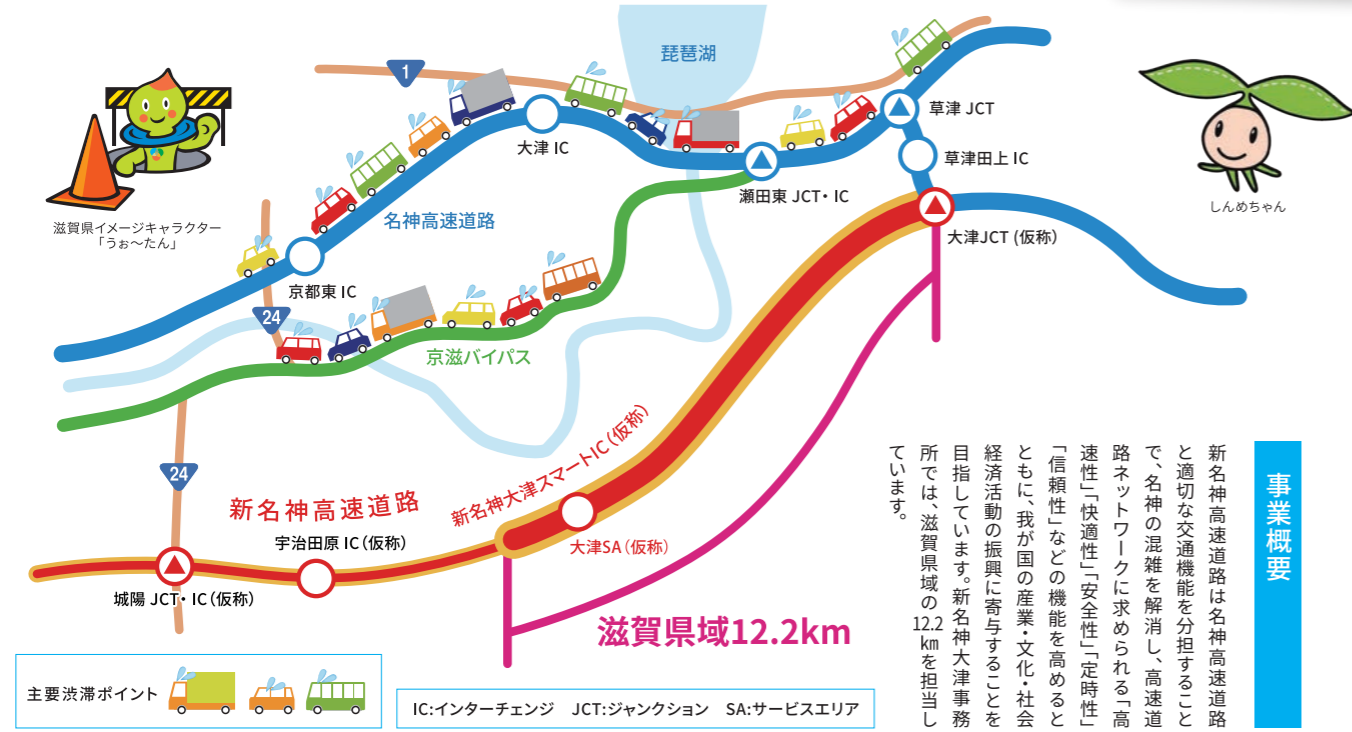 琵琶湖
1
草津 JCT
大津 IC
草津田上 IC
瀬田東 JCT・IC
しんめちゃん
滋賀県イメージキャラクター
「うぉ～たん」
名神高速道路
大津JCT (仮称)
京都東 IC
24
京滋バイパス
新名神大津スマートIC(仮称)
24
新名神高速道路
宇治田原 IC(仮称)
大津SA(仮称)
城陽 JCT・IC(仮称)
滋賀県域12.2km
主要渋滞ポイント
IC:インターチェンジ JCT:ジャンクション SA:サービスエリア
事業概要
新名神高速道路は名神高速道路
と適切な交通機能を分担すること
で、名神の混雑を解消し、高速道
路ネットワークに求められる「高
速性」「快適性」「安全性」「定時性」
「信頼性」などの機能を高めると
ともに、我が国の産業・文化・社会
経済活動の振興に寄与することを
目指しています。新名神大津事務
所では、滋賀県域の12.2㎞を担当し
ています。